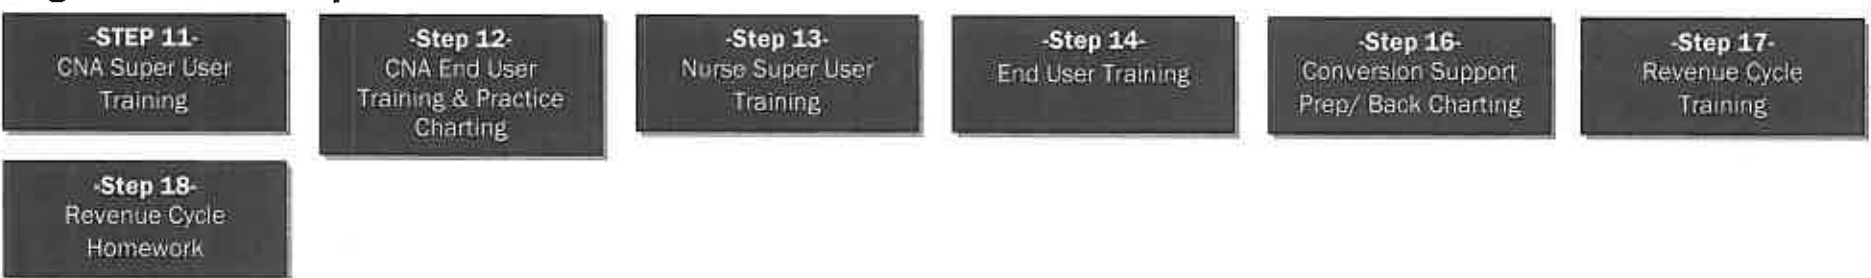 -STEP 11-
CNA Super User
Training
-Step 12-
CNA End User
Training & Practice
Charting
-Step 13-
Nurse Super User
Training
-Step 14-
End User Training
-Step 16-
Conversion Support
Prep/ Back Charting
-Step 17-
Revenue Cycle
Training
-Step 18-
Revenue Cycle
Homework